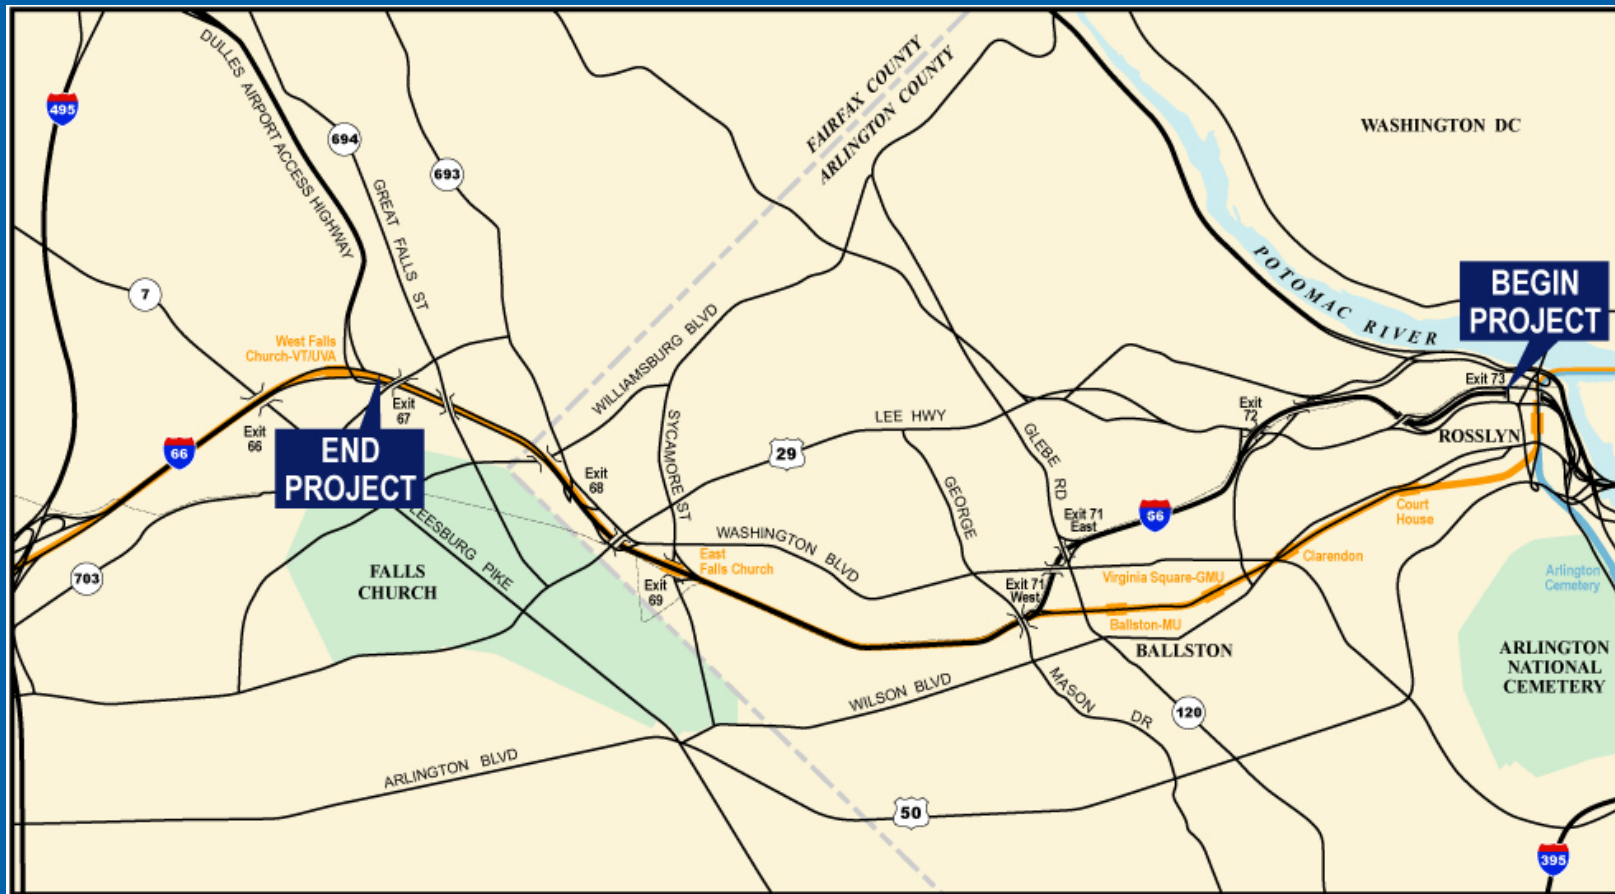 495
DULLES AIRPORT ACCESS HIGHWAY
694
693
GREAT FALLS ST
FAIRFAX COUNTY
ARLINGTON COUNTY
WASHINGTON DC
7
POTOMAC RIVER
BEGIN
PROJECT
West Falls
Church-VT/UVA
WILLIAMSBURG BLVD
Exit
67
Exit
66
Exit 73
Exit
72
LEE HWY
SYCAMORE ST
GLEBE RD
ROSSLYN
66
END
PROJECT
29
Exit
68
GEORGE
Exit 71
East
66
Court
House
LEESBURG PIKE
WASHINGTON BLVD
East
Falls Church
Clarendon
703
FALLS
CHURCH
Exit
69
Exit 71
West
Virginia Square-GMU
Arlington
Cemetery
Ballston-MU
BALLSTON
ARLINGTON
NATIONAL
CEMETERY
WILSON BLVD
MASON DR
120
ARLINGTON BLVD
50
395